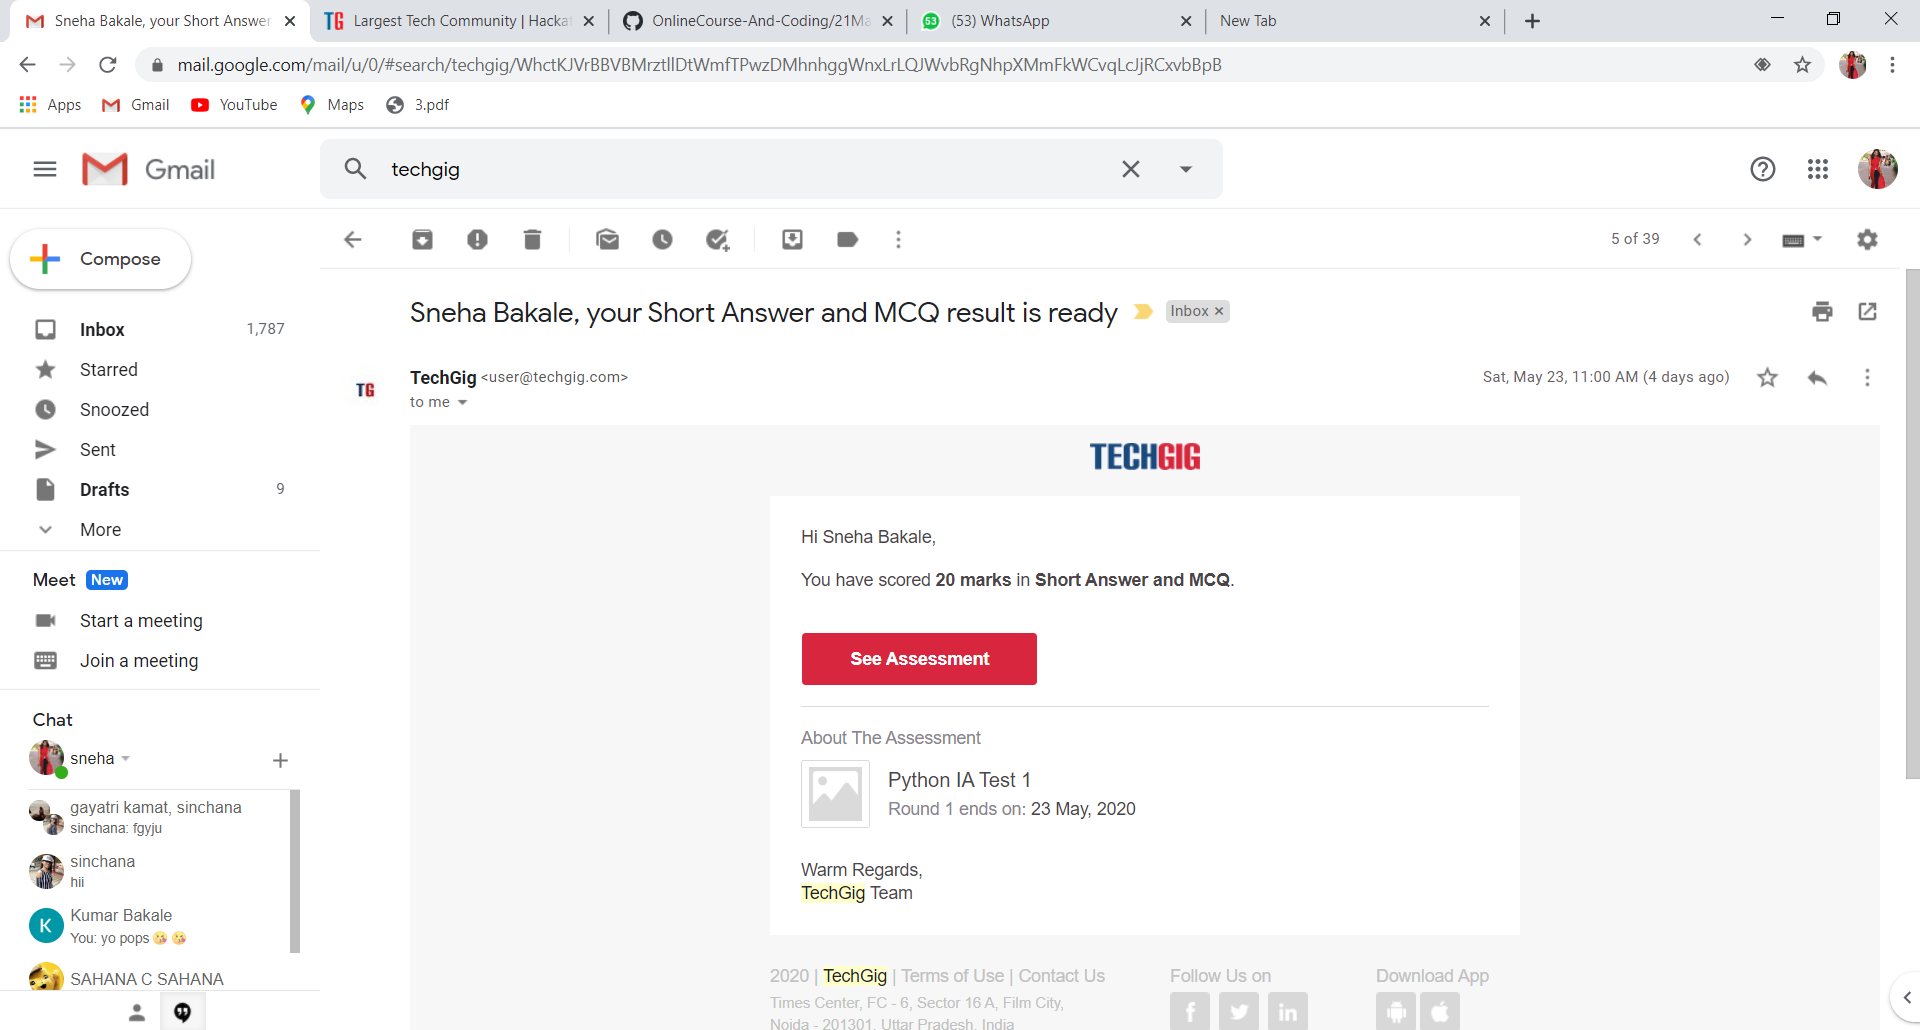 Sneha Bakale, your Short Answer
Largest Tech Community | Hacka
OnlineCourse-And-Coding/21Ma
53
(53) WhatsApp
New Tab
mail.google.com/mail/u/0/#search/techgig/WhctKJVrBBVBMrztllDtWmfTPwzDMhnhggWnxLrLQJWvbRgNhpXMmFkWCvqLcJjRCxvbBpB
Apps
Gmail
YouTube
Maps
3.pdf
Gmail
techgig
Compose
5 of 39
Sneha Bakale, your Short Answer and MCQ result is ready
Inbox ×
Inbox 1,787
Starred
Snoozed
Sent
Drafts 9
More
Meet New
Start a meeting
Join a meeting
Chat
sneha
gayatri kamat, sinchana
sinchana: fgyju
sinchana
hii
K
Kumar Bakale
You: yo pops 😘 😘
SAHANA C SAHANA
TG
TechGig <user@techgig.com>
to me
Sat, May 23, 11:00 AM (4 days ago)
TECHGIG
Hi Sneha Bakale,
You have scored 20 marks in Short Answer and MCQ.
See Assessment
About The Assessment
Python IA Test 1
Round 1 ends on: 23 May, 2020
Warm Regards,
TechGig Team
2020 | TechGig | Terms of Use | Contact Us
Times Center, FC - 6, Sector 16 A, Film City,
Noida - 201301, Uttar Pradesh, India
Follow Us on
Download App